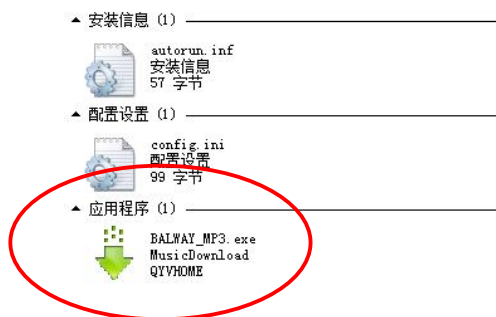 安装信息 (1)
autorun.inf
安装信息
57 字节
配置设置 (1)
config.ini
配置设置
99 字节
应用程序 (1)
BALWAY_MP3.exe
MusicDownload
QYVHOME